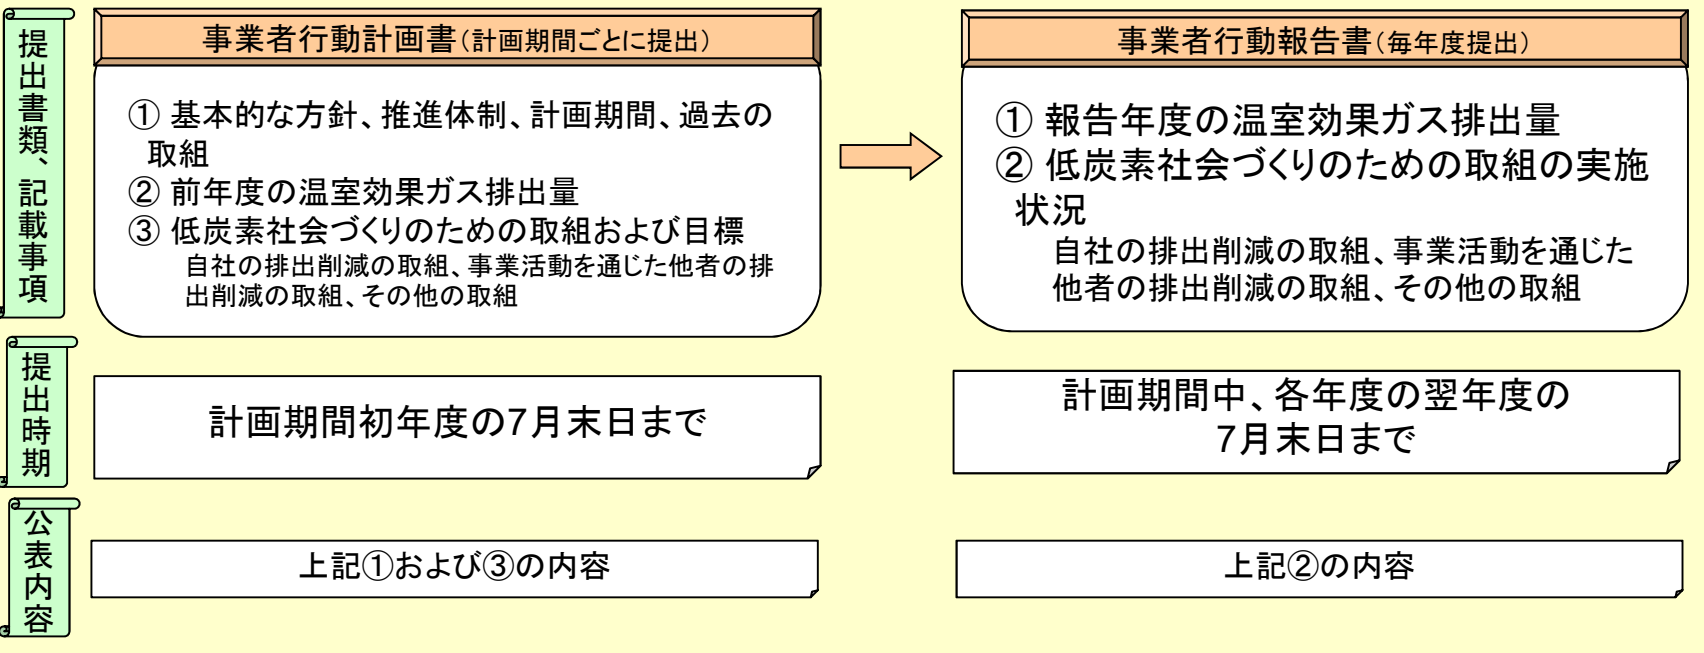 提出書類、記載事項
事業者行動計画書（計画期間ごとに提出）
① 基本的な方針、推進体制、計画期間、過去の
取組
② 前年度の温室効果ガス排出量
③ 低炭素社会づくりのための取組および目標
自社の排出削減の取組、事業活動を通じた他者の排
出削減の取組、その他の取組
事業者行動報告書（毎年度提出）
① 報告年度の温室効果ガス排出量
② 低炭素社会づくりのための取組の実施
状況
自社の排出削減の取組、事業活動を通じた
他者の排出削減の取組、その他の取組
提出時期
計画期間初年度の7月末日まで
計画期間中、各年度の翌年度の
7月末日まで
公表内容
上記①および③の内容
上記②の内容